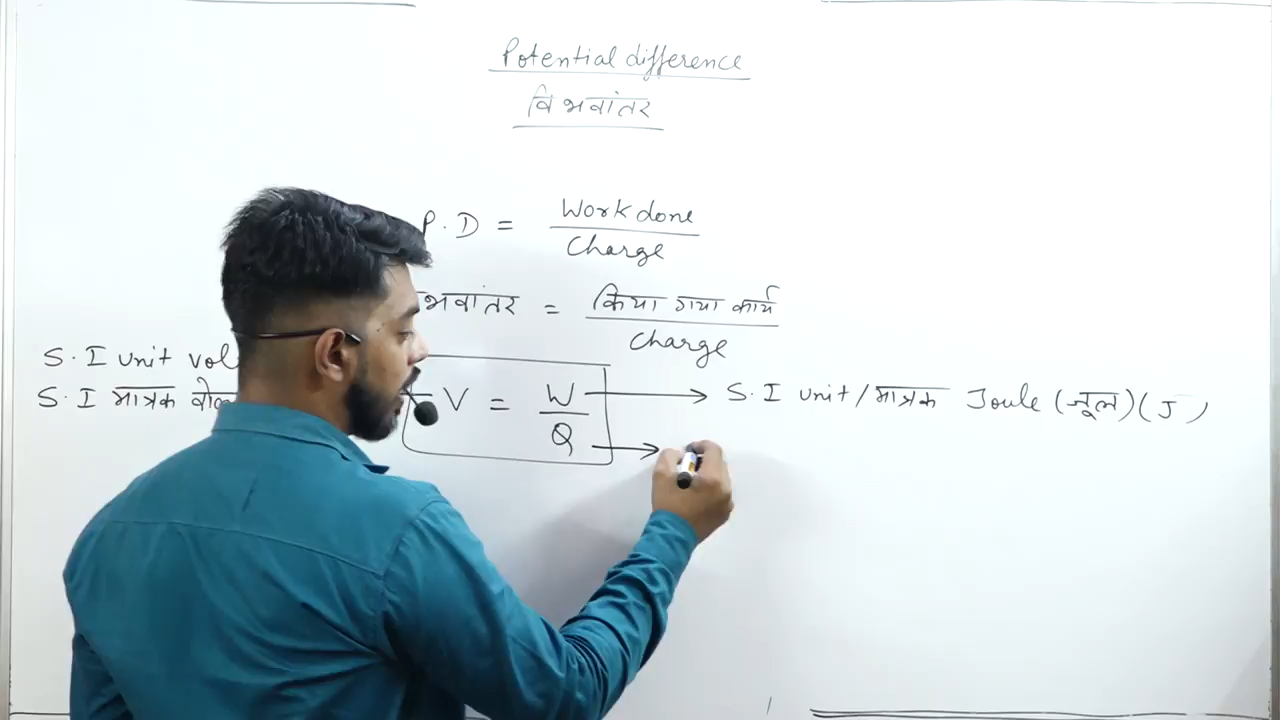 Potential difference
विभवांतर
P.D = Work done / Charge
भवांतर = किया गया कार्य / Charge
S.I unit vol
S.I मात्रक वोल
V = W / Q
S.I unit/मात्रक Joule (जूल) (J)